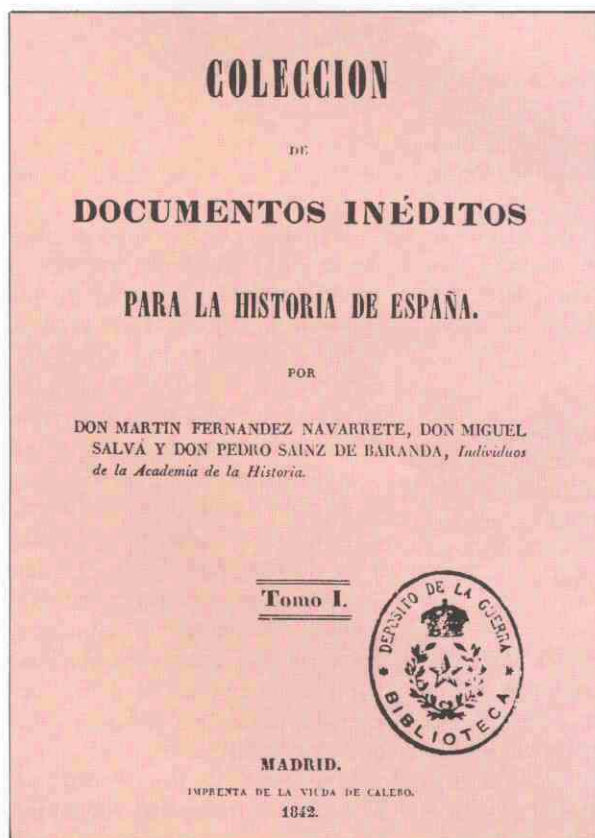 COLECCION
DE
DOCUMENTOS INÉDITOS
PARA LA HISTORIA DE ESPAÑA.
POR
DON MARTIN FERNANDEZ NAVARRETE, DON MIGUEL
SALVÁ Y DON PEDRO SAINZ DE BARANDA, Individuos
de la Academia de la Historia.
Tomo I.
DEPOSITO DE LA GUERRA
BIBLIOTECA
MADRID.
IMPRENTA DE LA VIUDA DE CALERO.
1842.